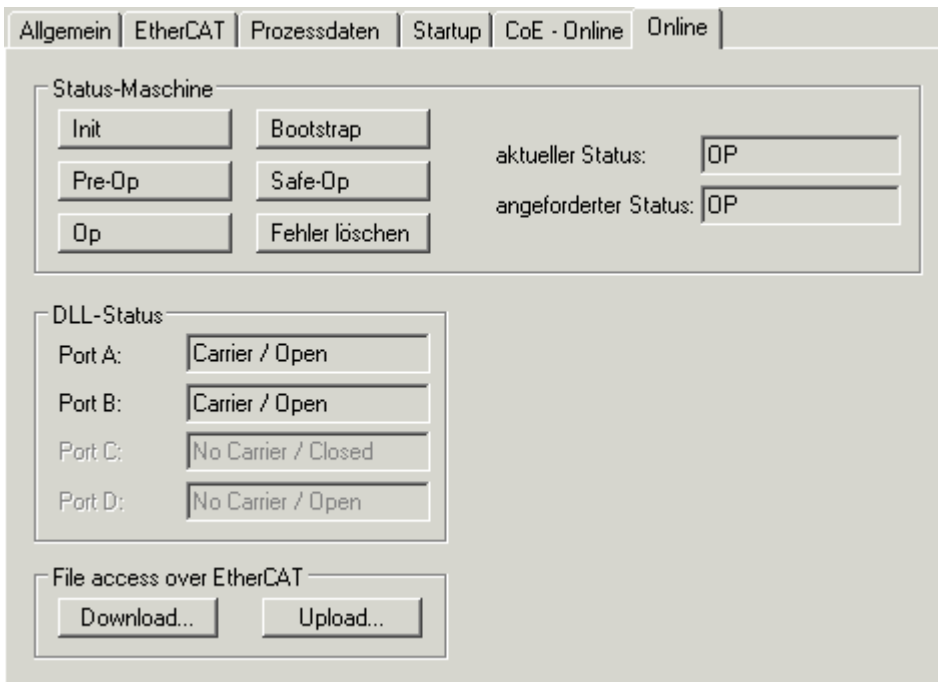 Allgemein EtherCAT Prozessdaten Startup CoE - Online Online
Status-Maschine
Init Bootstrap
aktueller Status: OP
Pre-Op Safe-Op
angeforderter Status: OP
Op Fehler löschen
DLL-Status
Port A: Carrier / Open
Port B: Carrier / Open
Port C: No Carrier / Closed
Port D: No Carrier / Open
File access over EtherCAT
Download... Upload...